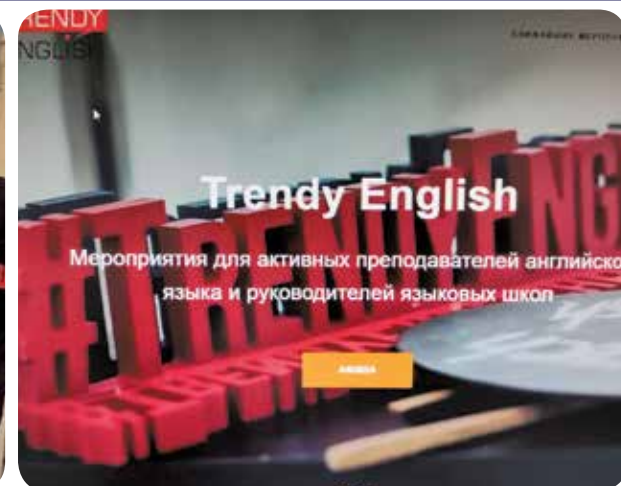 TRENDY
ENGLISH
Trendy English
Мероприятия для активных преподавателей английско
языка и руководителей языковых школ
#TRENDYENG